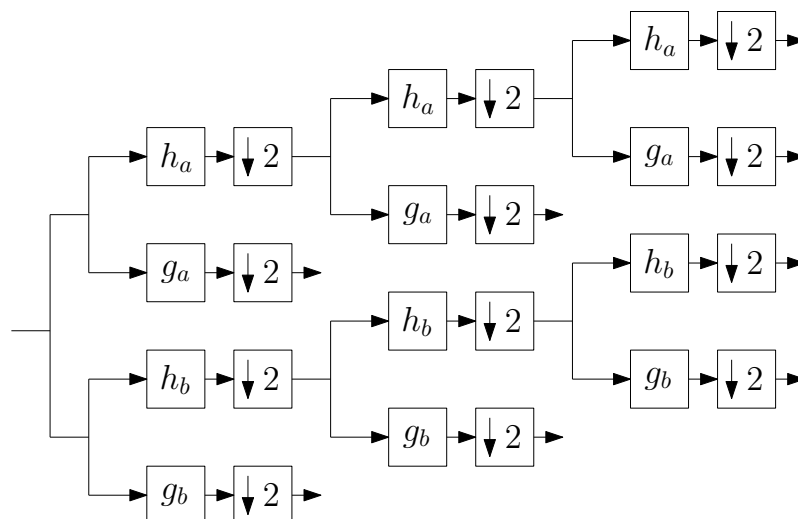 h_a ↓ 2
h_a ↓ 2
g_a ↓ 2
h_a ↓ 2
g_a ↓ 2
g_a ↓ 2
h_b ↓ 2
h_b ↓ 2
h_b ↓ 2
g_b ↓ 2
g_b ↓ 2
g_b ↓ 2